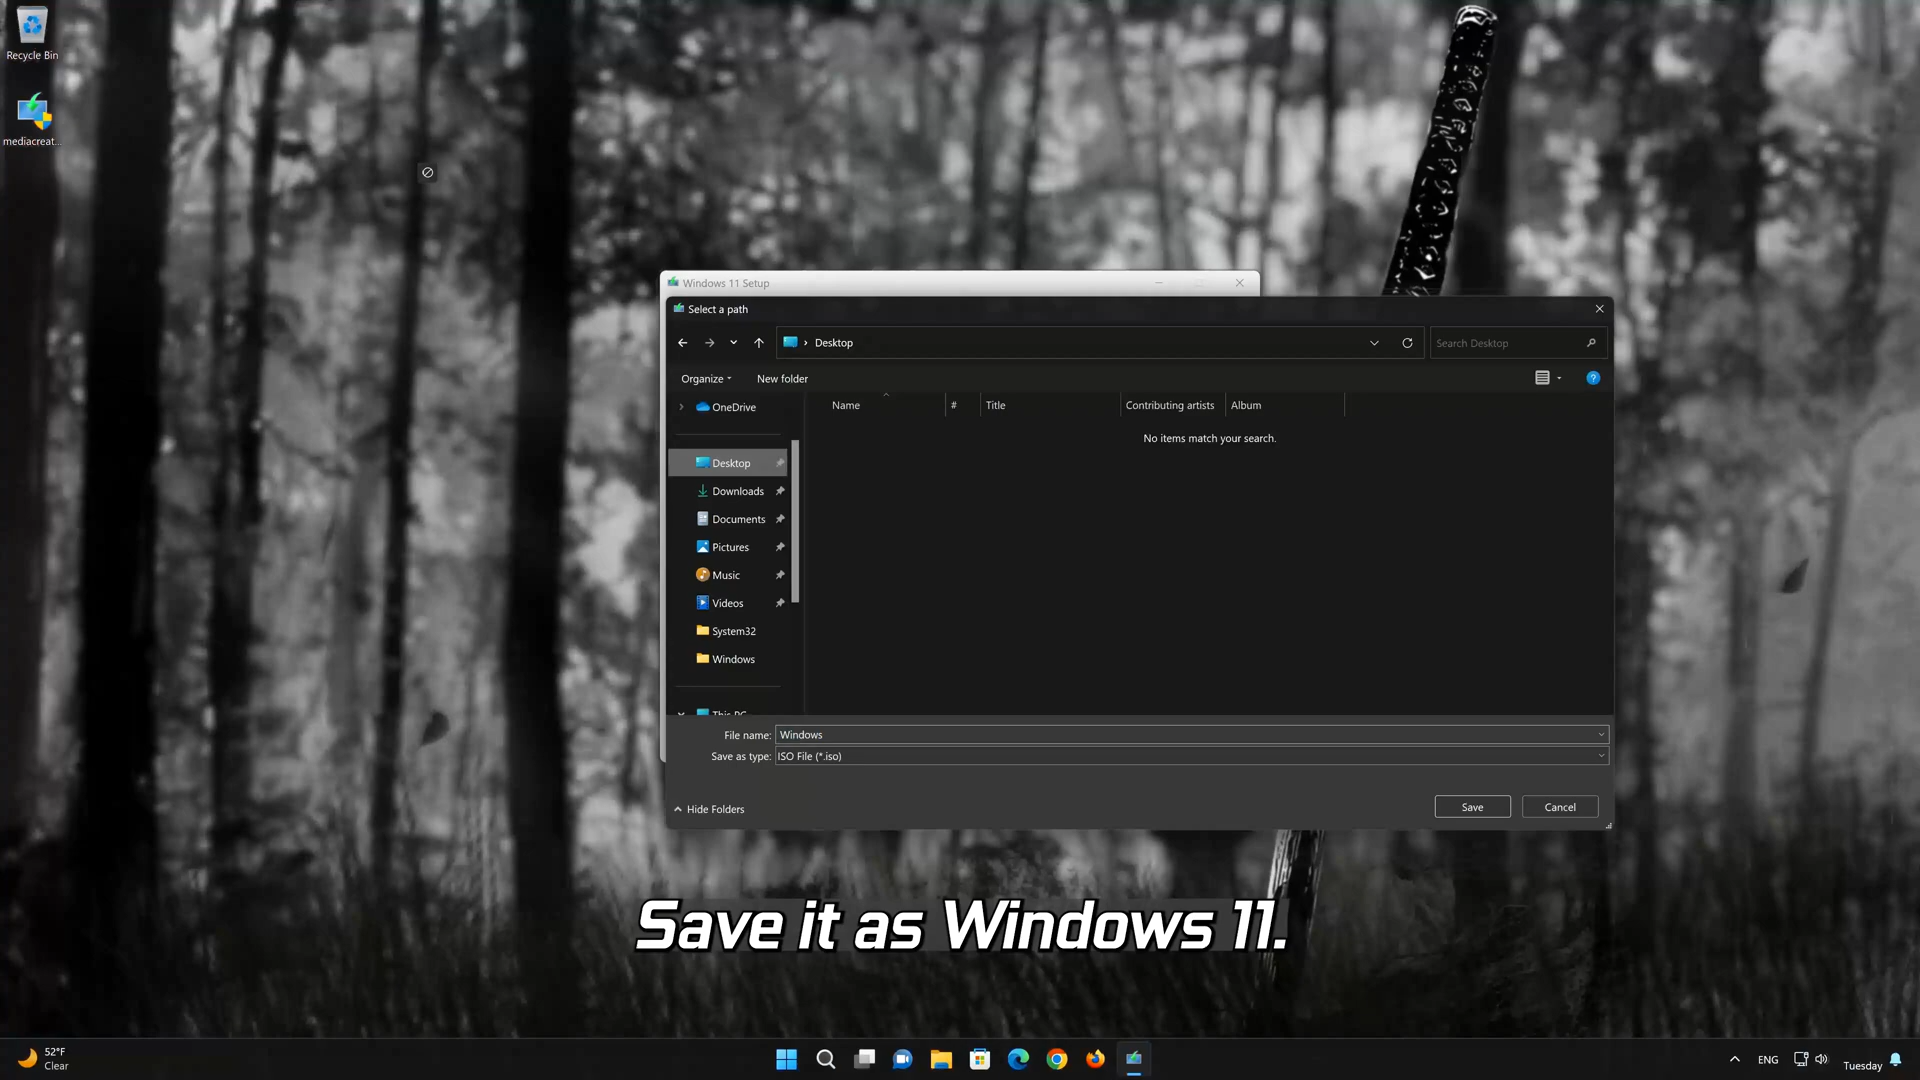 Recycle Bin
mediacreat...
Windows 11 Setup
Select a path
Desktop
Search Desktop
Organize
New folder
OneDrive
Name
#
Title
Contributing artists
Album
No items match your search.
Desktop
Downloads
Documents
Pictures
Music
Videos
System32
Windows
This PC
File name:
Windows
Save as type:
ISO File (*.iso)
Hide Folders
Save
Cancel
Save it as Windows 11.
52°F
Clear
ENG
Tuesday